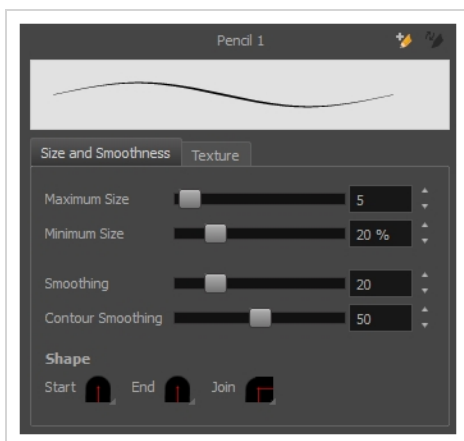 Pencil 1
Size and Smoothness Texture
Maximum Size 5
Minimum Size 20 %
Smoothing 20
Contour Smoothing 50
Shape
Start End Join